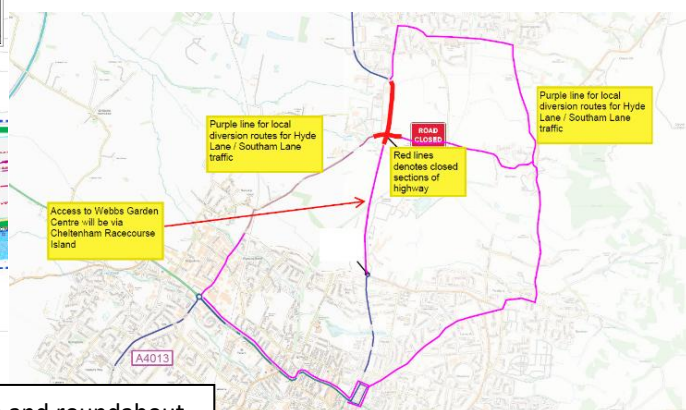 Purple line for local
diversion routes for Hyde
Lane / Southam Lane
traffic
ROAD
CLOSED
Purple line for local
diversion routes for Hyde
Lane / Southam Lane
traffic
Red lines
denotes closed
sections of
highway
Access to Webbs Garden
Centre will be via
Cheltenham Racecourse
Island
A4013
and roundabout